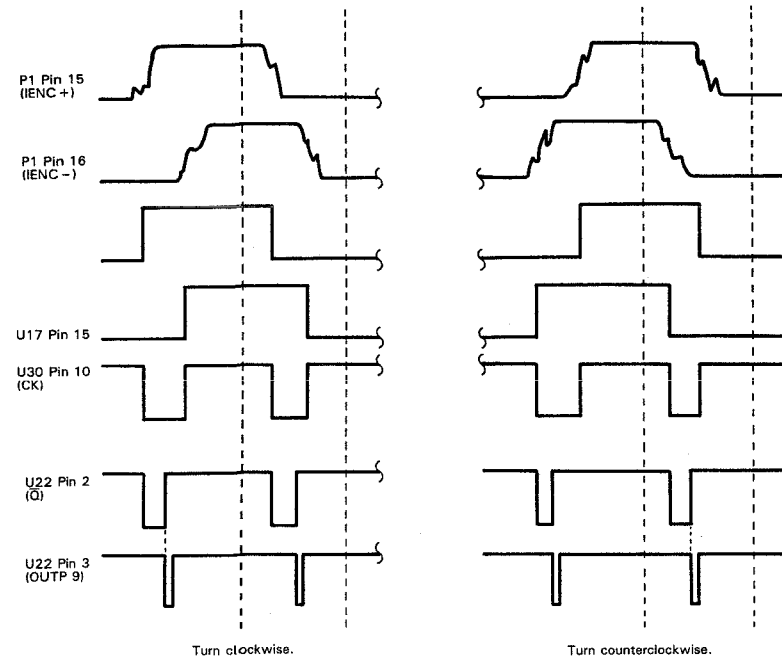 P1 Pin 15
(IENC+)
P1 Pin 16
(IENC-)
U17 Pin 15
U30 Pin 10
(CK)
U22 Pin 2
(Q̅)
U22 Pin 3
(OUTP 9)
Turn clockwise.
Turn counterclockwise.